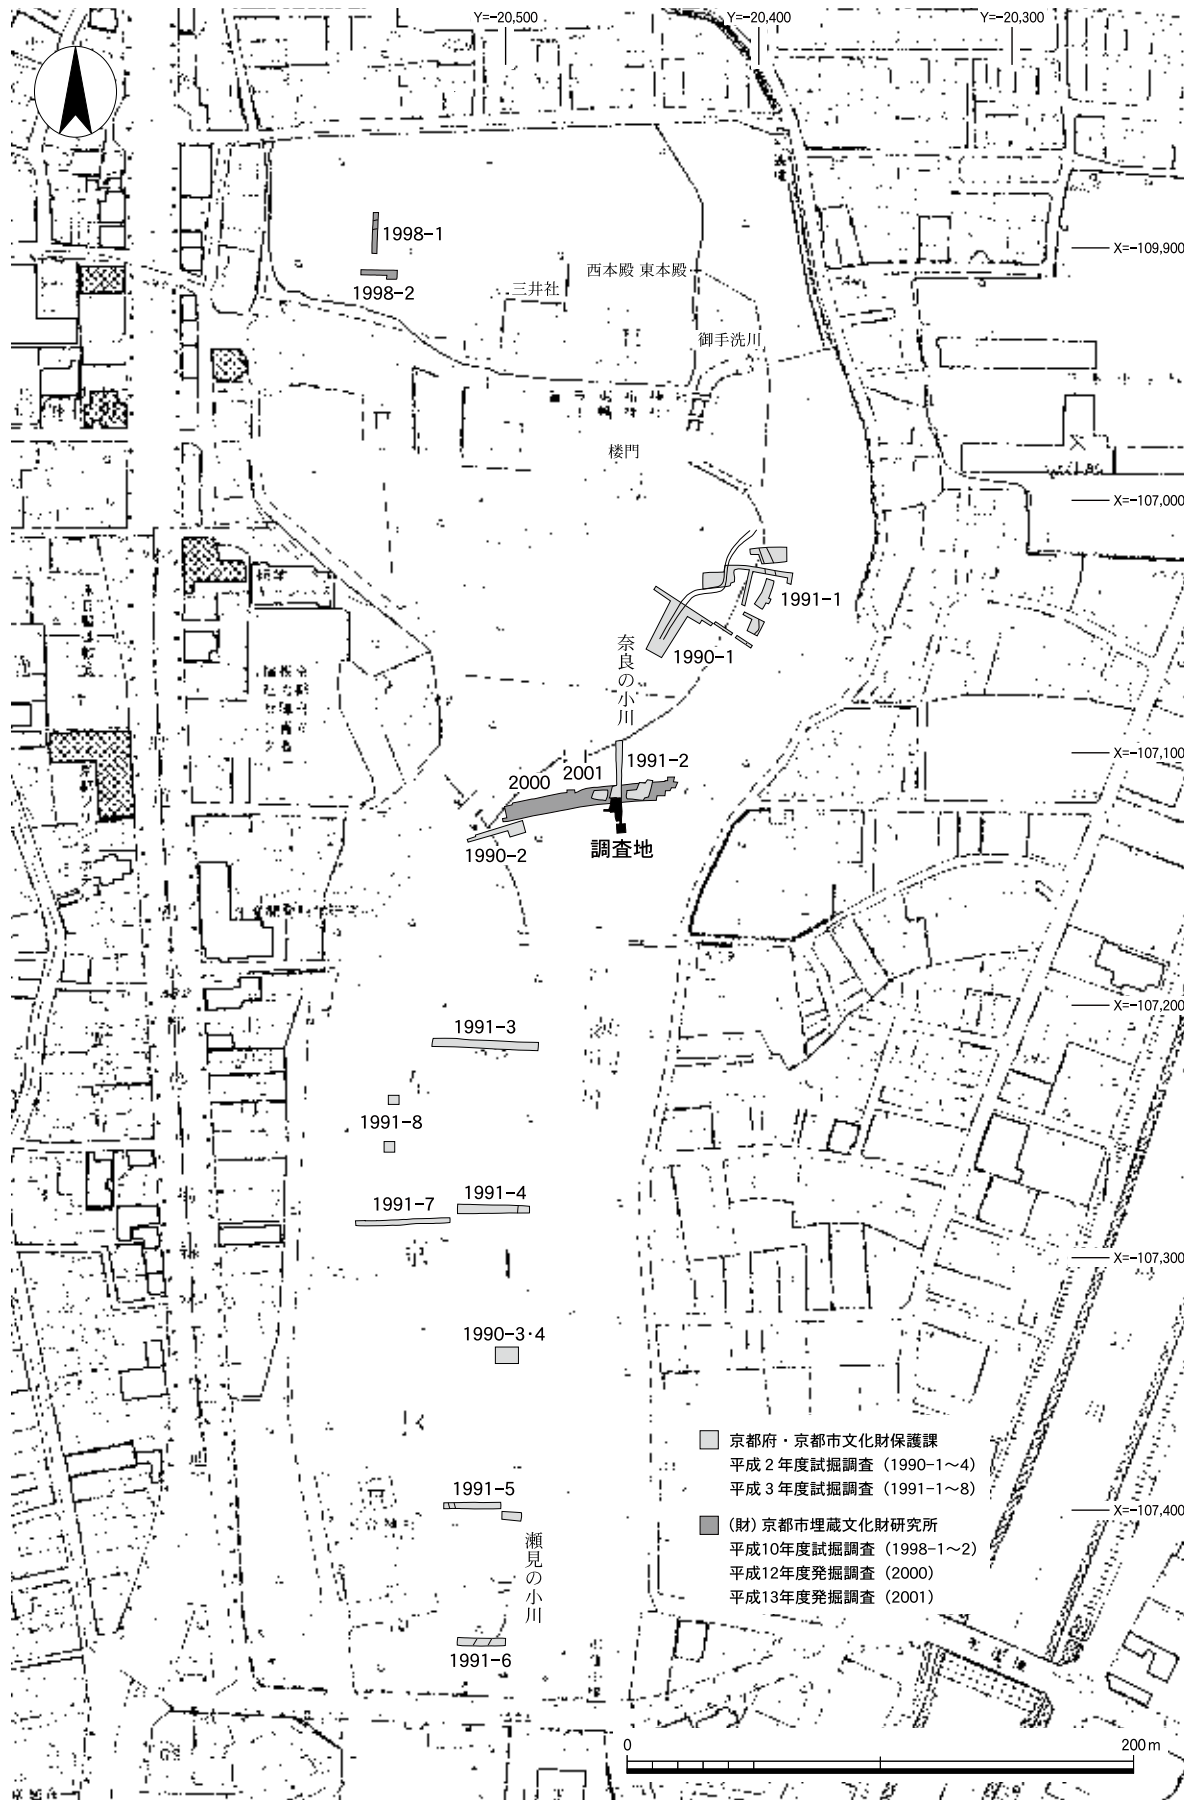 Y=-20,500
Y=-20,400
Y=-20,300
X=-109,900
1998-1
1998-2
三井社
西本殿 東本殿
御手洗川
楼門
X=-107,000
1991-1
1990-1
奈良の小川
X=-107,100
1991-2
2001
2000
1990-2
調査地
X=-107,200
1991-3
1991-8
1991-7
1991-4
X=-107,300
1990-3·4
1991-5
瀬見の小川
1991-6
X=-107,400
京都府・京都市文化財保護課
平成2年度試掘調査（1990-1〜4）
平成3年度試掘調査（1991-1〜8）
(財)京都市埋蔵文化財研究所
平成10年度試掘調査（1998-1〜2）
平成12年度発掘調査（2000）
平成13年度発掘調査（2001）
0
200m